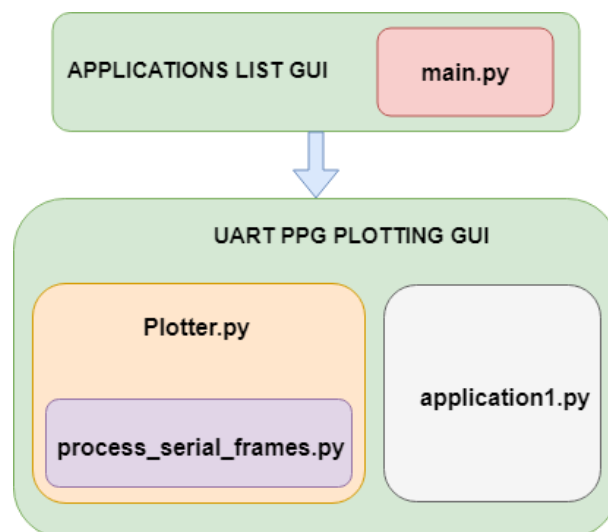 APPLICATIONS LIST GUI
main.py
UART PPG PLOTTING GUI
Plotter.py
process_serial_frames.py
application1.py